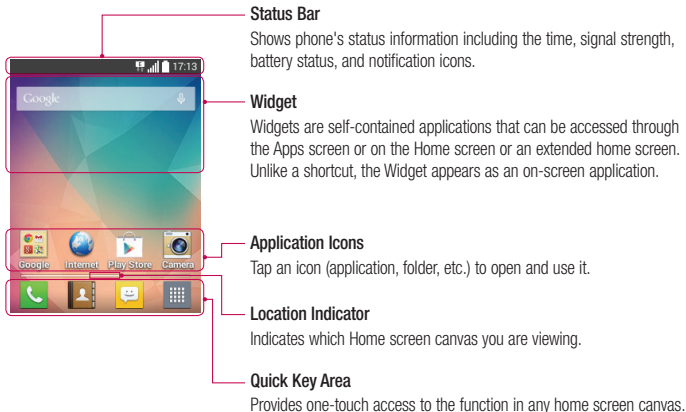 Status Bar
Shows phone's status information including the time, signal strength,
battery status, and notification icons.
17:13
Google
Widget
Widgets are self-contained applications that can be accessed through
the Apps screen or on the Home screen or an extended home screen.
Unlike a shortcut, the Widget appears as an on-screen application.
Google Internet Play Store Camera
Application Icons
Tap an icon (application, folder, etc.) to open and use it.
Location Indicator
Indicates which Home screen canvas you are viewing.
Quick Key Area
Provides one-touch access to the function in any home screen canvas.